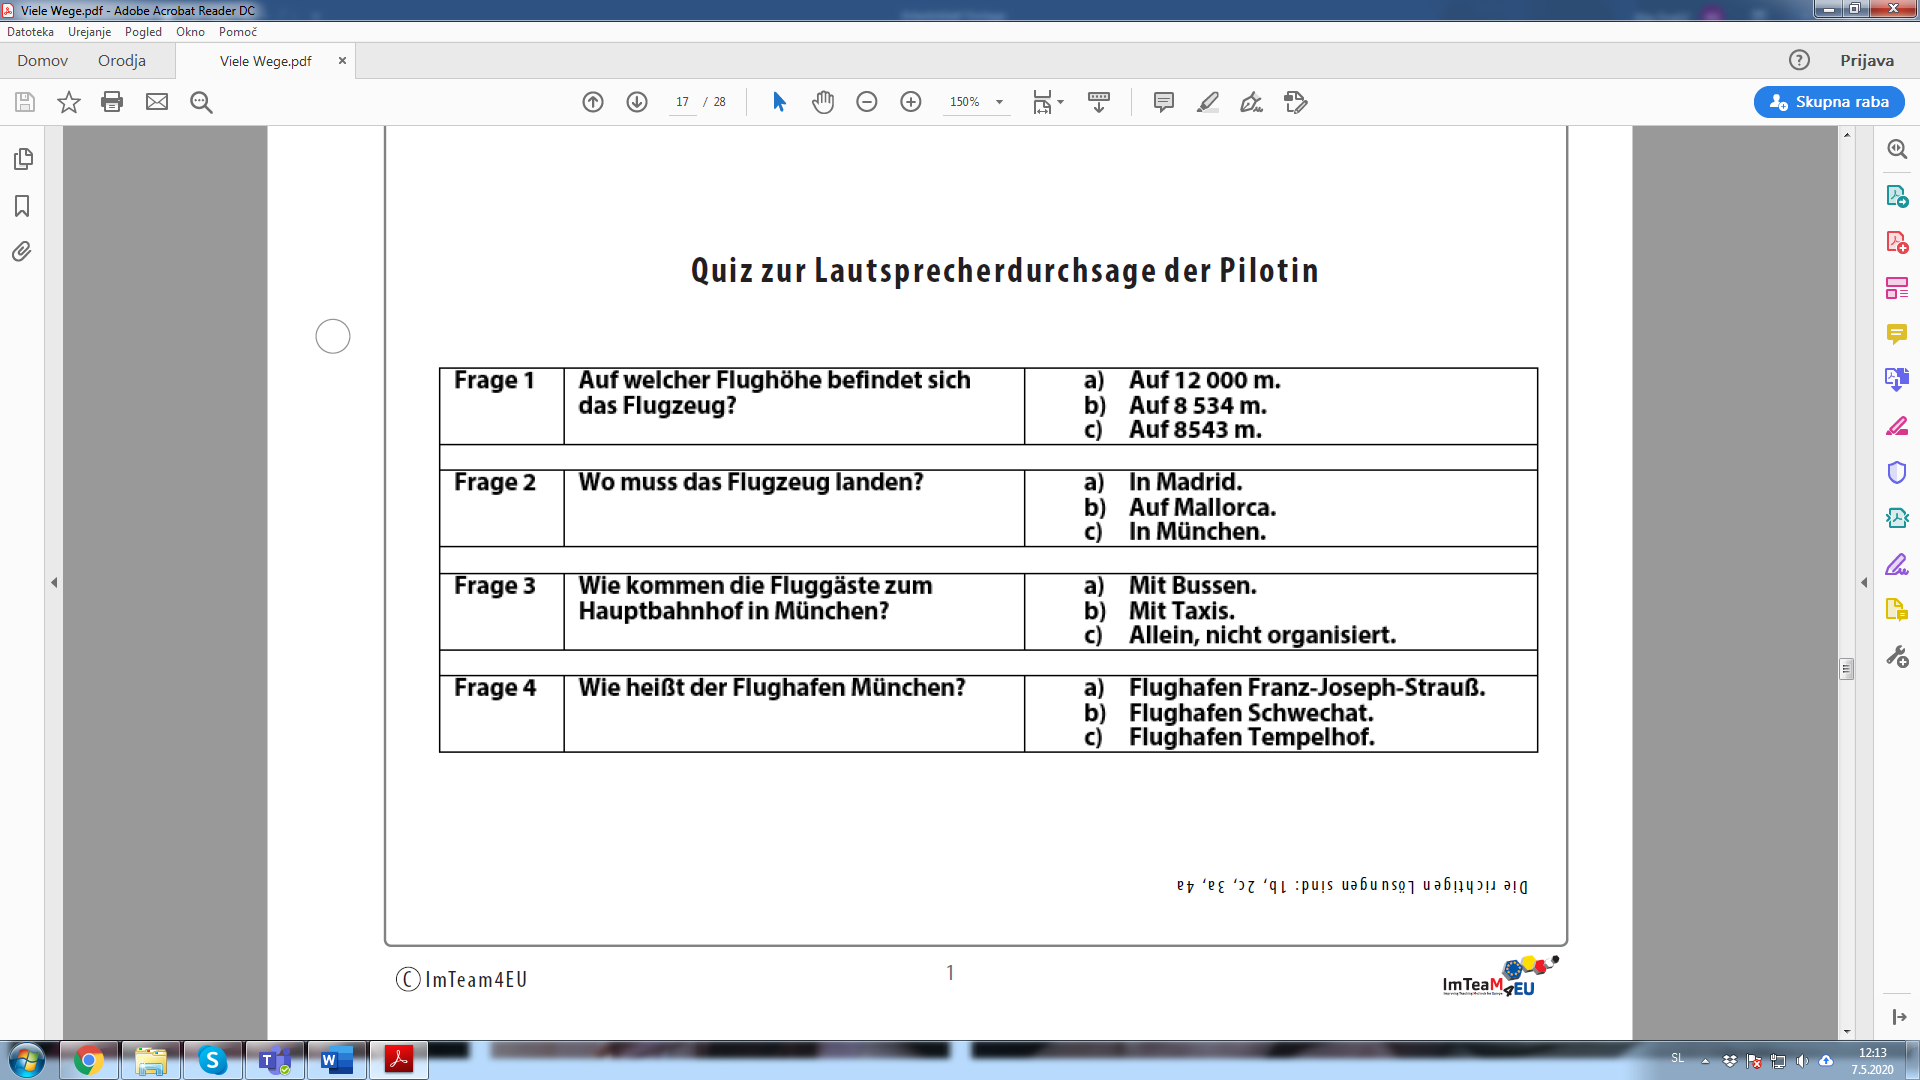 Viele Wege.pdf - Adobe Acrobat Reader DC
Datoteka Urejanje Pogled Okno Pomoč
Domov Orodja Viele Wege.pdf × ? Prijava
17 / 28 150% Skupna raba
Quiz zur Lautsprecherdurchsage der Pilotin
Frage 1 Auf welcher Flughöhe befindet sich a) Auf 12 000 m.
das Flugzeug? b) Auf 8 534 m.
c) Auf 8543 m.
Frage 2 Wo muss das Flugzeug landen? a) In Madrid.
b) Auf Mallorca.
c) In München.
Frage 3 Wie kommen die Fluggäste zum a) Mit Bussen.
Hauptbahnhof in München? b) Mit Taxis.
c) Allein, nicht organisiert.
Frage 4 Wie heißt der Flughafen München? a) Flughafen Franz-Joseph-Strauß.
b) Flughafen Schwechat.
c) Flughafen Tempelhof.
Die richtigen Lösungen sind: 1b, 2c, 3a, 4a
© ImTeam4EU 1 ImTeaM4EU
SL 12:13
7.5.2020